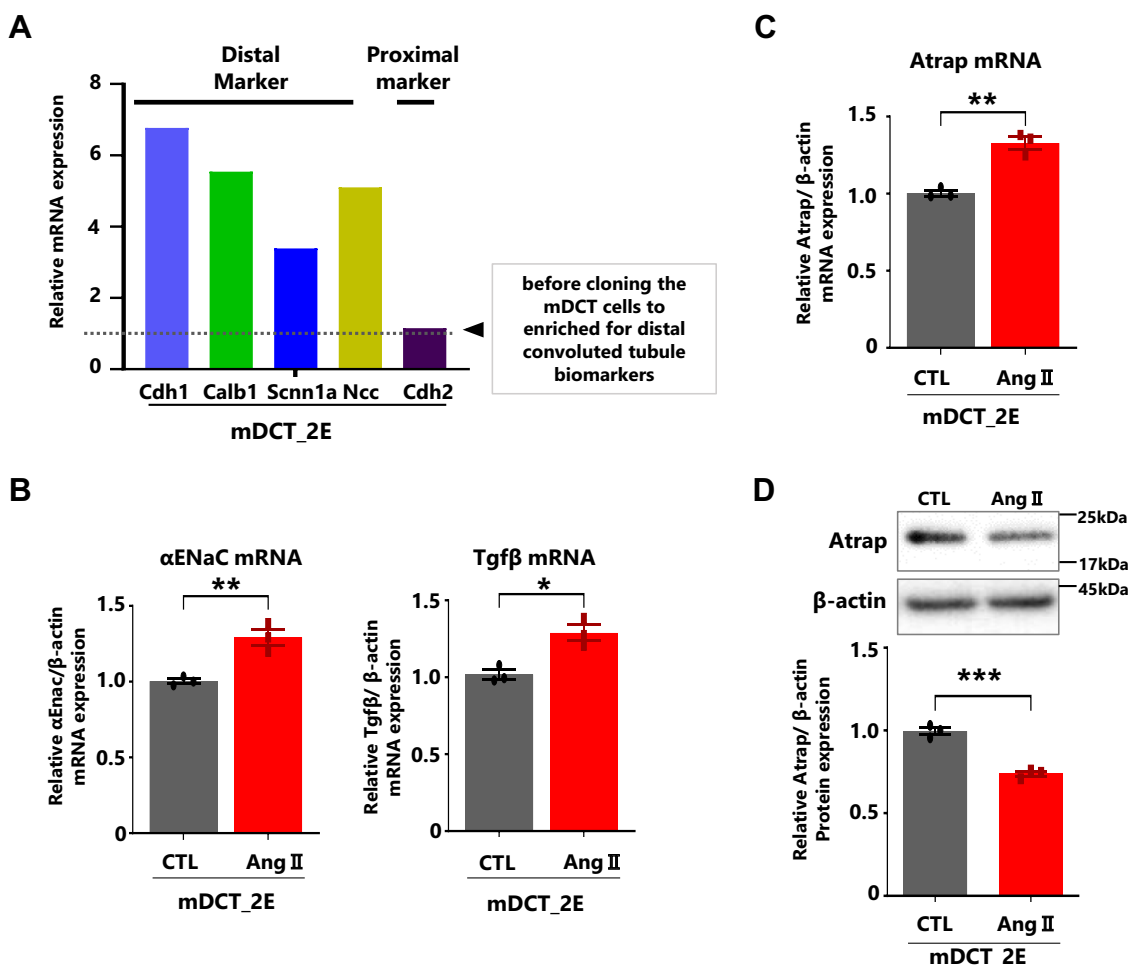 A
Distal
Marker
Proximal
marker
Relative mRNA expression
8
6
4
2
0
Cdh1 Calb1 Scnn1a Ncc Cdh2
mDCT_2E
before cloning the
mDCT cells to
enriched for distal
convoluted tubule
biomarkers
B
αENaC mRNA
**
Relative αEnac/β-actin
mRNA expression
1.5
1.0
0.5
0
CTL Ang Ⅱ
mDCT_2E
Tgfβ mRNA
*
Relative Tgfβ/ β-actin
mRNA expression
1.5
1.0
0.5
0
CTL Ang Ⅱ
mDCT_2E
C
Atrap mRNA
**
Relative Atrap/ β-actin
mRNA expression
1.5
1.0
0.5
0
CTL Ang Ⅱ
mDCT_2E
D
CTL Ang Ⅱ
Atrap
25kDa
17kDa
β-actin
45kDa
***
Relative Atrap/ β-actin
Protein expression
1.0
0.5
0
CTL Ang Ⅱ
mDCT_2E